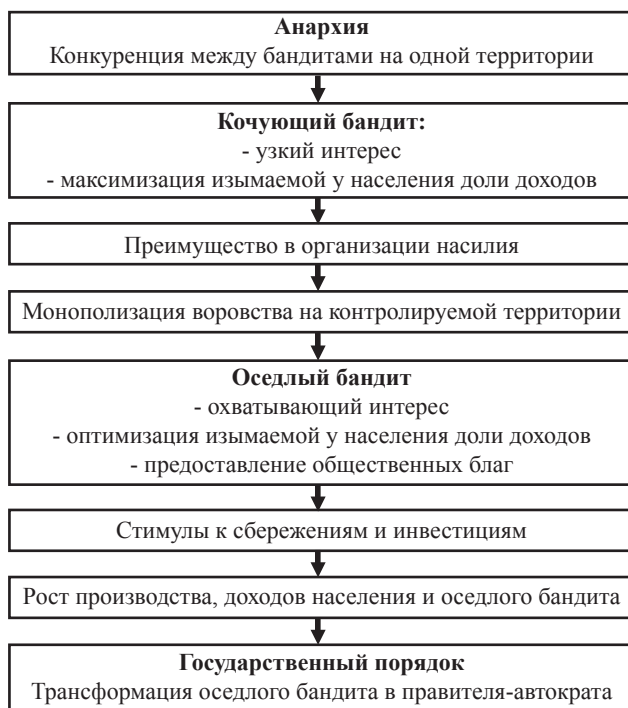 Анархия
Конкуренция между бандитами на одной территории
Кочующий бандит:
- узкий интерес
- максимизация изымаемой у населения доли доходов
Преимущество в организации насилия
Монополизация воровства на контролируемой территории
Оседлый бандит
- охватывающий интерес
- оптимизация изымаемой у населения доли доходов
- предоставление общественных благ
Стимулы к сбережениям и инвестициям
Рост производства, доходов населения и оседлого бандита
Государственный порядок
Трансформация оседлого бандита в правителя-автократа